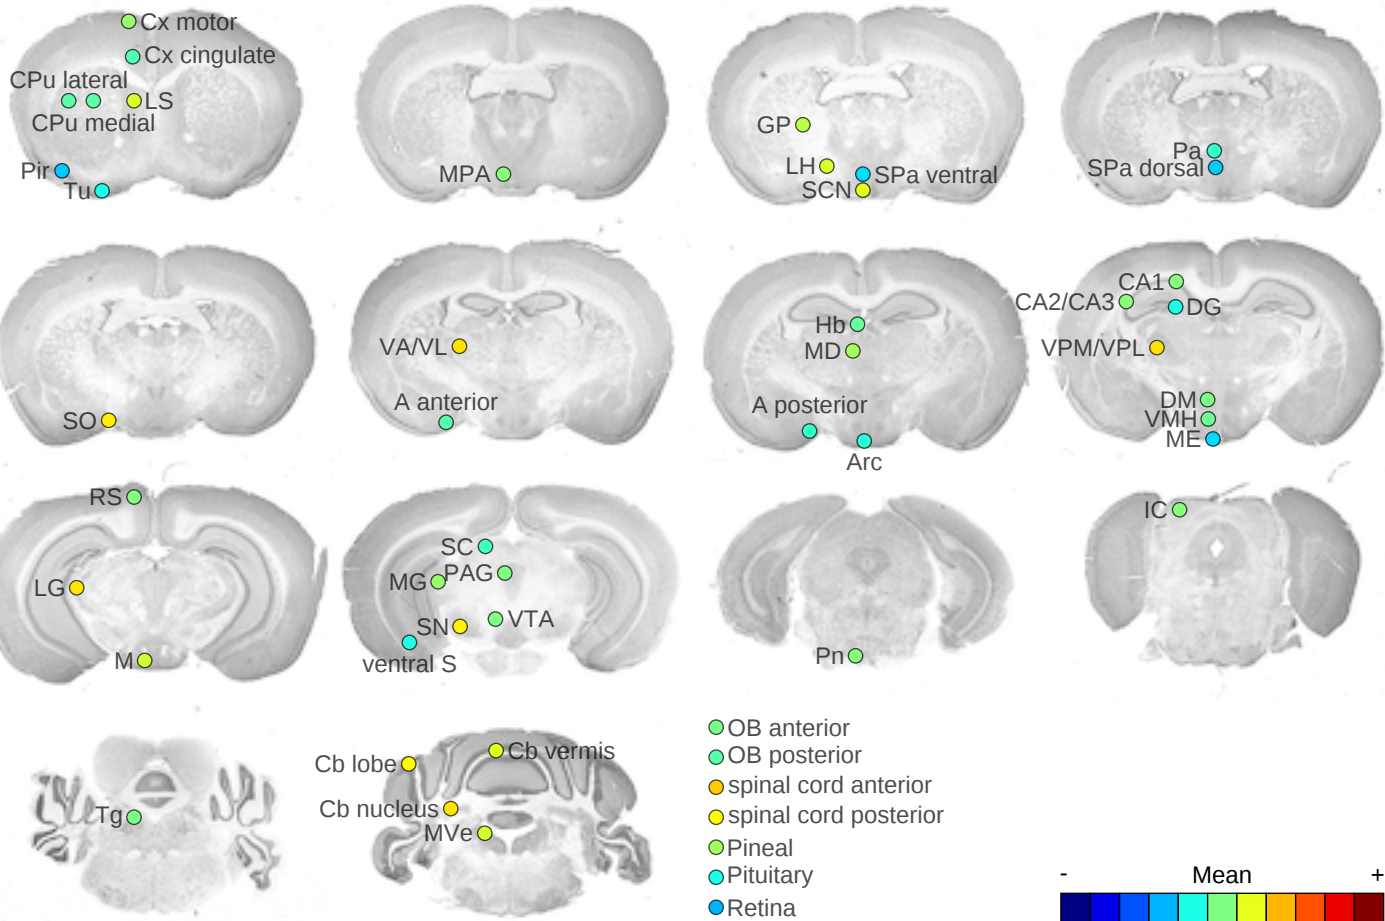 Cx motor
Cx cingulate
CPu lateral
LS
CPu medial
Pir
Tu
MPA
GP
LH
SPa ventral
SCN
Pa
SPa dorsal
SO
VA/VL
A anterior
Hb
MD
A posterior
Arc
CA1
CA2/CA3
DG
VPM/VPL
DM
VMH
ME
RS
LG
M
SC
PAG
MG
VTA
SN
ventral S
Pn
IC
Tg
Cb lobe
Cb vermis
Cb nucleus
MVe
OB anterior
OB posterior
spinal cord anterior
spinal cord posterior
Pineal
Pituitary
Retina
- Mean +